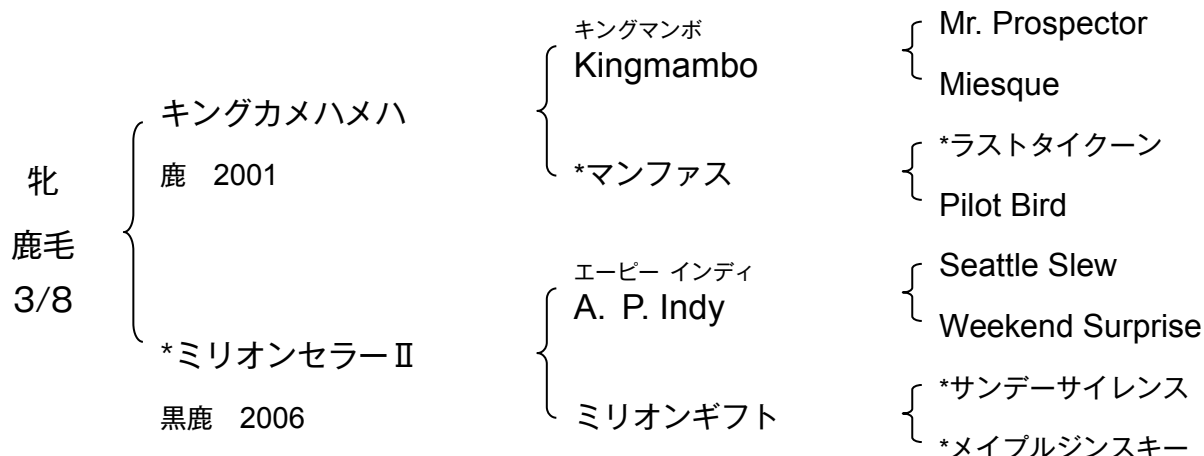 牝
鹿毛
3/8
キングカメハメハ
鹿 2001
*ミリオンセラーⅡ
黒鹿 2006
キングマンボ
Kingmambo
*マンファス
エーピー インディ
A. P. Indy
ミリオンギフト
Mr. Prospector
Miesque
*ラストタイクーン
Pilot Bird
Seattle Slew
Weekend Surprise
*サンデーサイレンス
*メイプルジンスキー